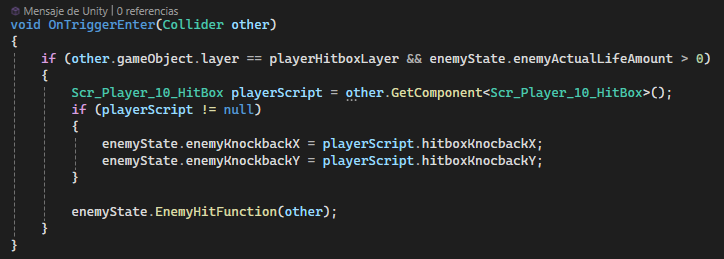 Mensaje de Unity | 0 referencias
void OnTriggerEnter(Collider other)
{
if (other.gameObject.layer == playerHitboxLayer && enemyState.enemyActualLifeAmount > 0)
{
Scr_Player_10_HitBox playerScript = other.GetComponent<Scr_Player_10_HitBox>();
if (playerScript != null)
{
enemyState.enemyKnockbackX = playerScript.hitboxKnocbackX;
enemyState.enemyKnockbackY = playerScript.hitboxKnocbackY;
}
enemyState.EnemyHitFunction(other);
}
}